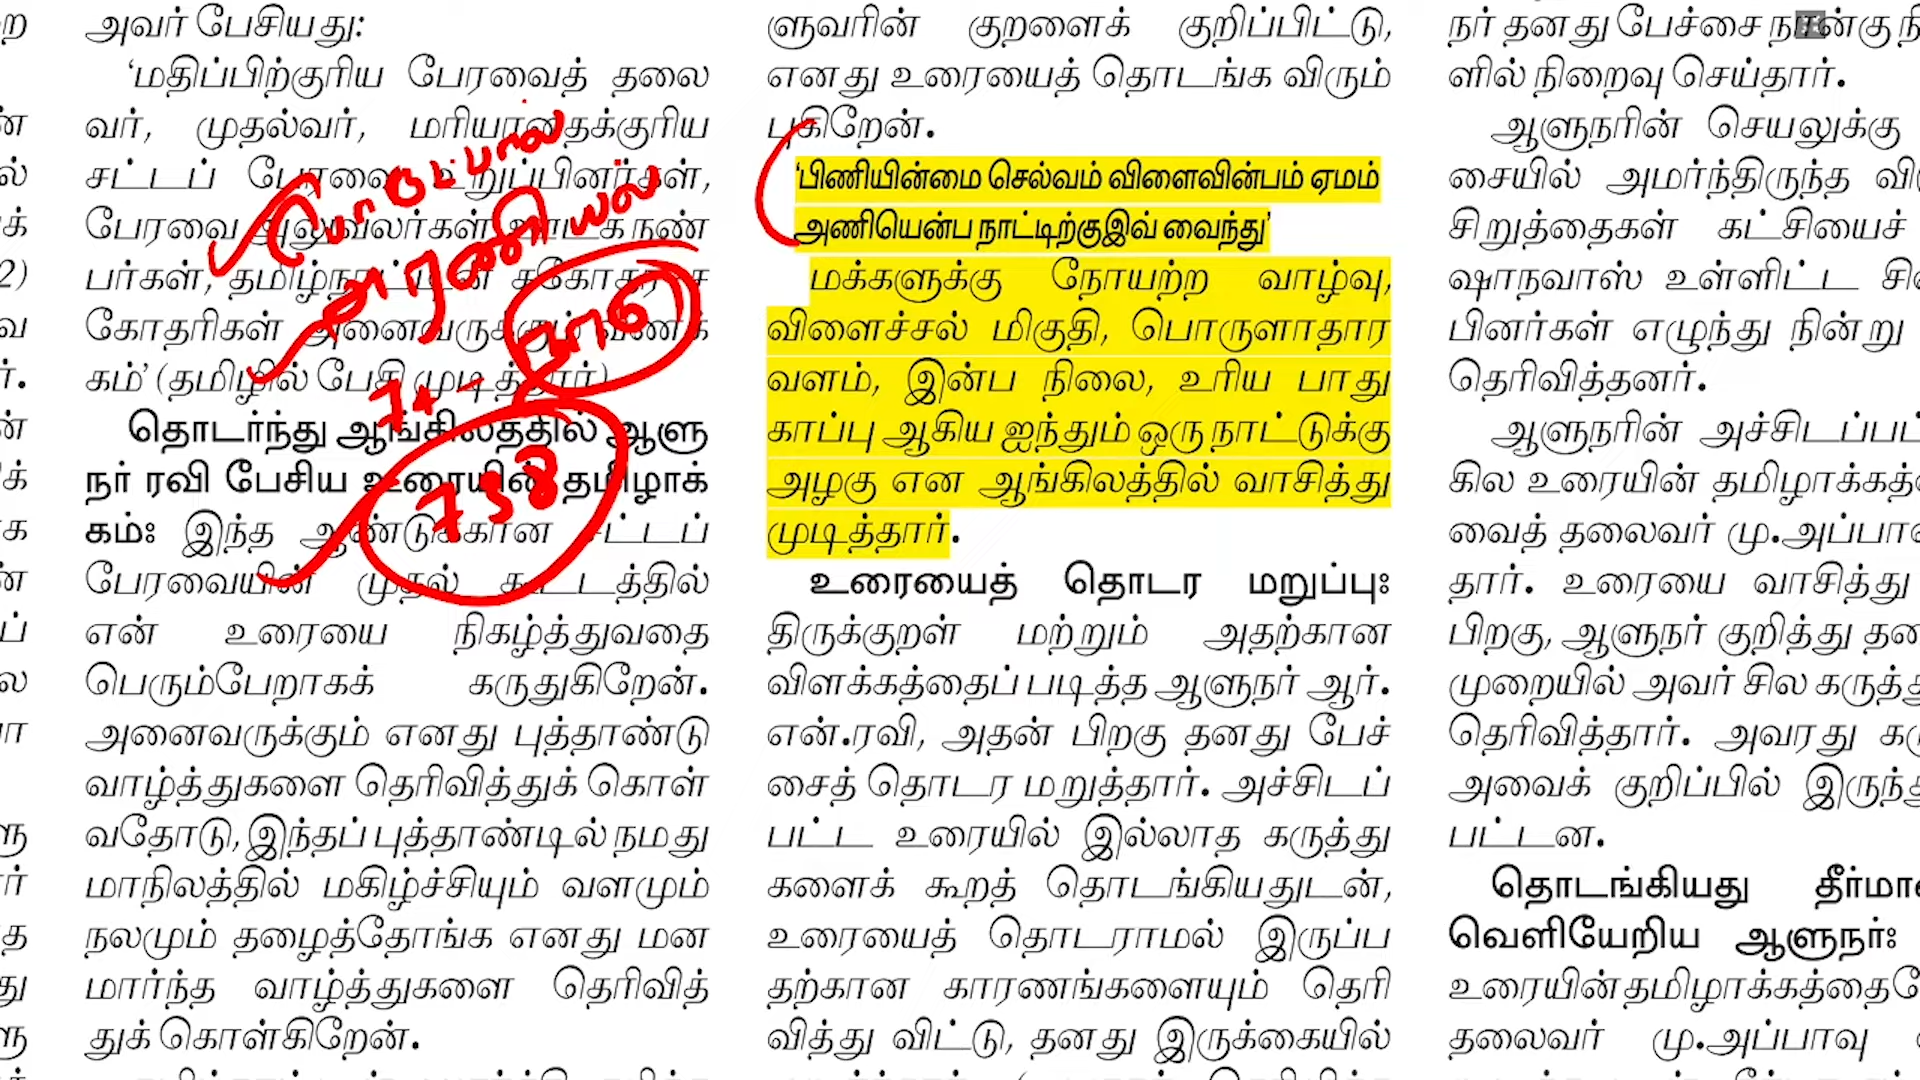 அவர் பேசியது:
‘மதிப்பிற்குரிய பேரவைத் தலை
வர், முதல்வர், மரியாதைக்குரிய
சட்டப் பேரவை உறுப்பினர்கள்,
பேரவை அலுவலர்கள் ஊடக நண்
பர்கள், தமிழ்நாட்டின் சகோதர ச
கோதரிகள் அனைவருக்கும் வணக்
கம்’ (தமிழில் பேசி முடித்தார்)
தொடர்ந்து ஆங்கிலத்தில் ஆளு
நர் ரவி பேசிய உரையின் தமிழாக்
கம்: இந்த ஆண்டுக்கான சட்டப்
பேரவையின் முதல் கூட்டத்தில்
என் உரையை நிகழ்த்துவதை
பெரும்பேறாகக் கருதுகிறேன்.
அனைவருக்கும் எனது புத்தாண்டு
வாழ்த்துகளை தெரிவித்துக் கொள்
வதோடு, இந்தப் புத்தாண்டில் நமது
மாநிலத்தில் மகிழ்ச்சியும் வளமும்
நலமும் தழைத்தோங்க எனது மன
மார்ந்த வாழ்த்துகளை தெரிவித்
துக் கொள்கிறேன்.
பொருட்பால்
அரணியல்
நாடு
74
738
ளுவரின் குறளைக் குறிப்பிட்டு,
எனது உரையைத் தொடங்க விரும்
புகிறேன்.
‘பிணியின்மை செல்வம் விளைவின்பம் ஏமம்
அணியென்ப நாட்டிற்குஇவ் வைந்து’
மக்களுக்கு நோயற்ற வாழ்வு,
விளைச்சல் மிகுதி, பொருளாதார
வளம், இன்ப நிலை, உரிய பாது
காப்பு ஆகிய ஐந்தும் ஒரு நாட்டுக்கு
அழகு என ஆங்கிலத்தில் வாசித்து
முடித்தார்.
உரையைத் தொடர மறுப்பு:
திருக்குறள் மற்றும் அதற்கான
விளக்கத்தைப் படித்த ஆளுநர் ஆர்.
என்.ரவி, அதன் பிறகு தனது பேச்
சைத் தொடர மறுத்தார். அச்சிடப்
பட்ட உரையில் இல்லாத கருத்து
களைக் கூறத் தொடங்கியதுடன்,
உரையைத் தொடராமல் இருப்ப
தற்கான காரணங்களையும் தெரி
வித்து விட்டு, தனது இருக்கையில்
நர் தனது பேச்சை நான்கு நி
ளில் நிறைவு செய்தார்.
ஆளுநரின் செயலுக்கு
சையில் அமர்ந்திருந்த வி
சிறுத்தைகள் கட்சியைச்
ஷாநவாஸ் உள்ளிட்ட சி
பினர்கள் எழுந்து நின்று
தெரிவித்தனர்.
ஆளுநரின் அச்சிடப்பட்
கில உரையின் தமிழாக்கத்
வைத் தலைவர் மு.அப்பா
தார். உரையை வாசித்து
பிறகு, ஆளுநர் குறித்து த
முறையில் அவர் சில கருத்
தெரிவித்தார். அவரது க
அவைக் குறிப்பில் இருந்
பட்டன.
தொடங்கியது தீர்மா
வெளியேறிய ஆளுநர்:
உரையின் தமிழாக்கத்தை
தலைவர் மு.அப்பாவு